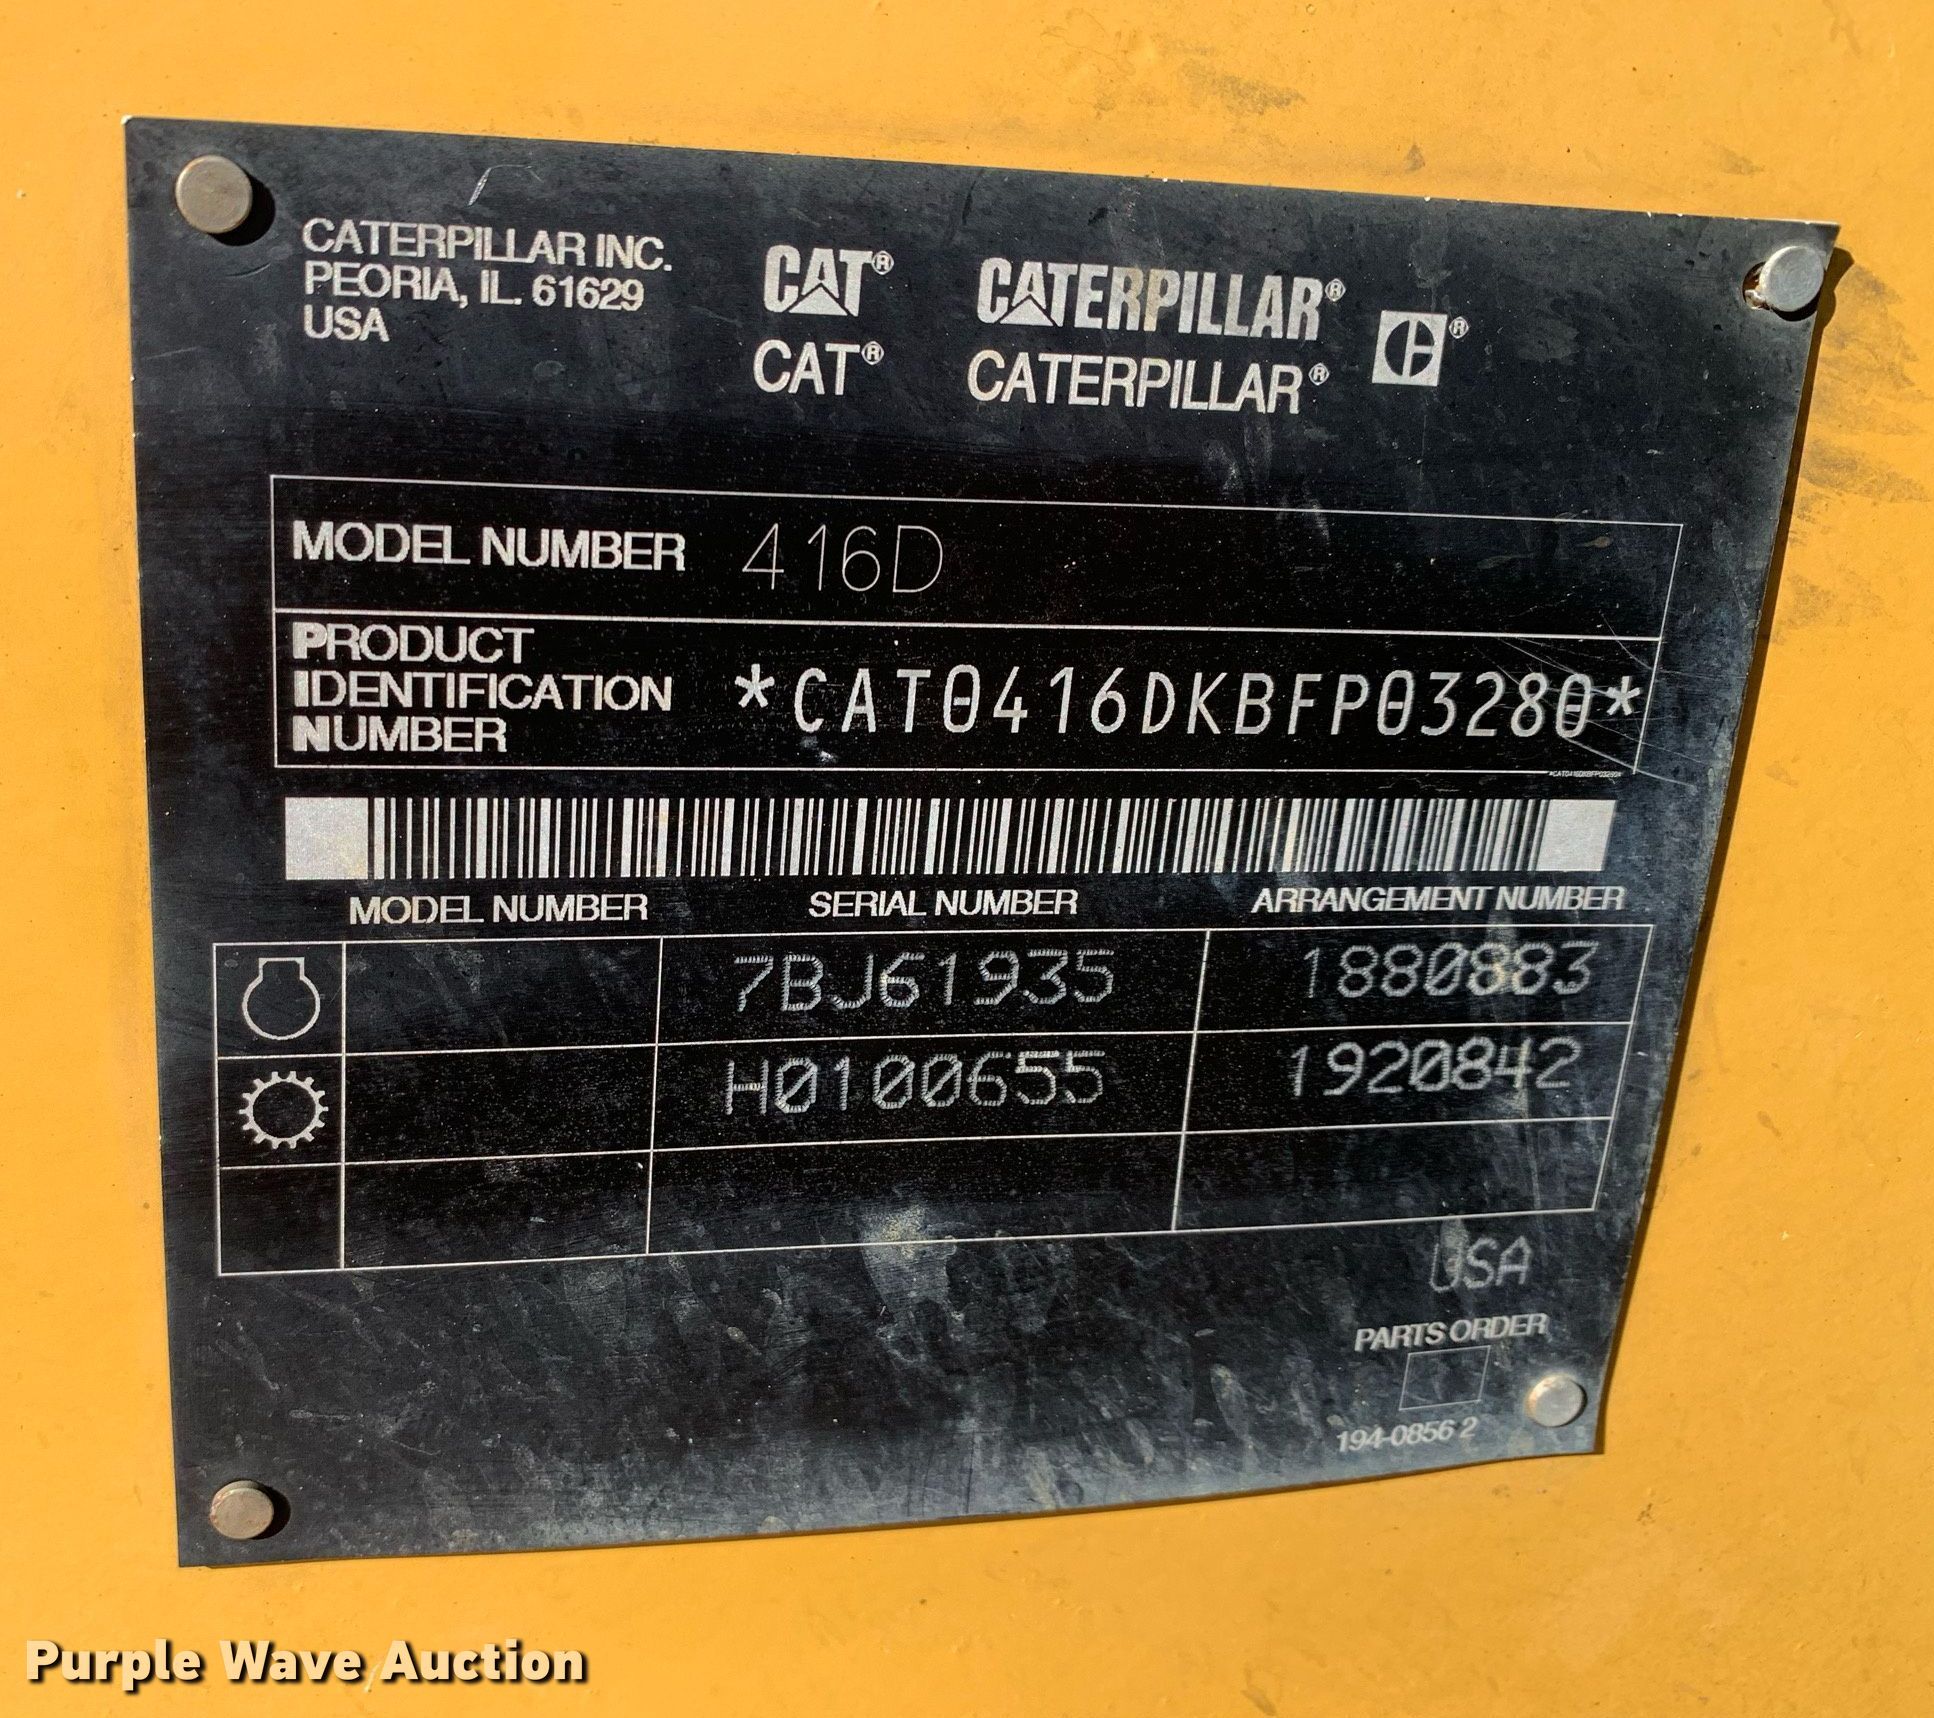 CATERPILLAR INC.
PEORIA, IL. 61629
USA
CAT® CATERPILLAR® ®
CAT® CATERPILLAR®
MODEL NUMBER 416D
PRODUCT
IDENTIFICATION
NUMBER
*CAT0416DKBFP03280*
*CAT0416DKBFP03280*
MODEL NUMBER SERIAL NUMBER ARRANGEMENT NUMBER
7BJ61935 1880883
H0100655 1920842
USA
PARTS ORDER
194-0856 2
Purple Wave Auction